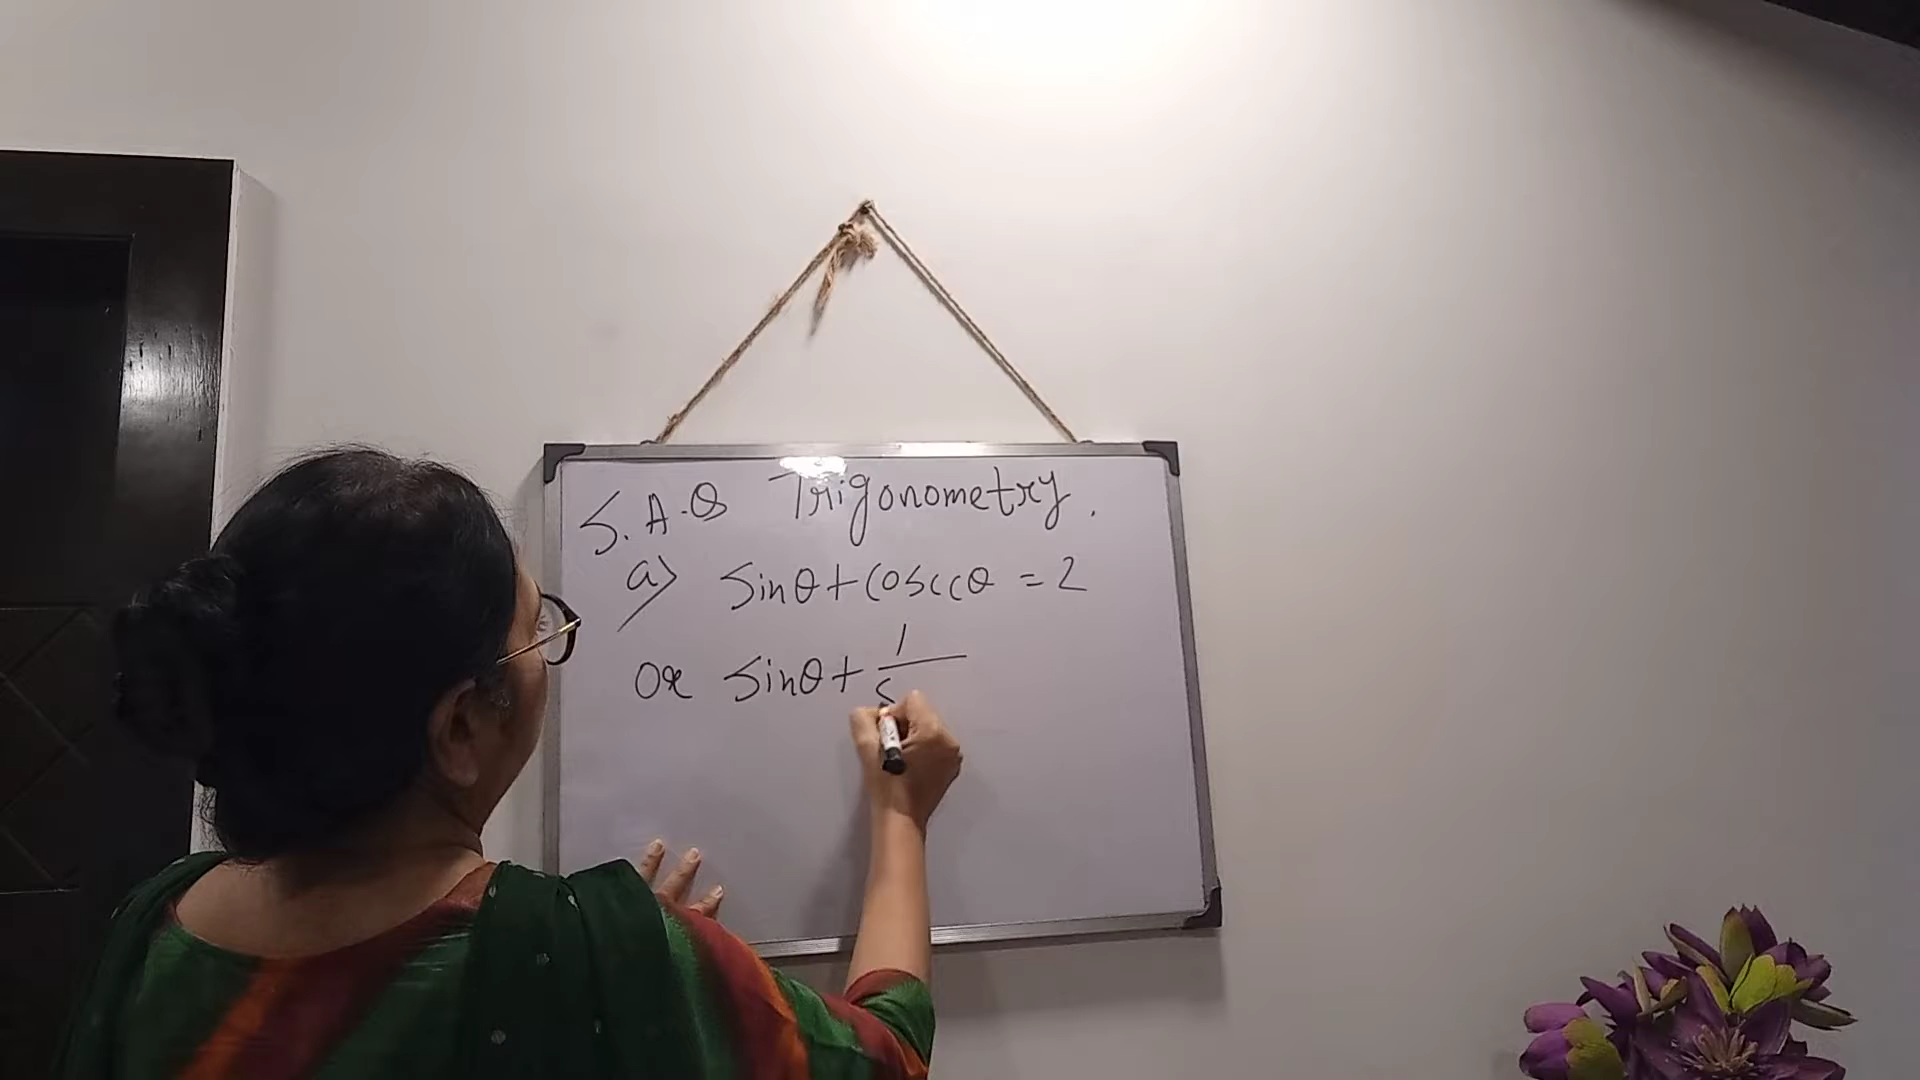 S.A.Q Trigonometry.
a) Sinθ + Cosecθ = 2
Or Sinθ + 1/S